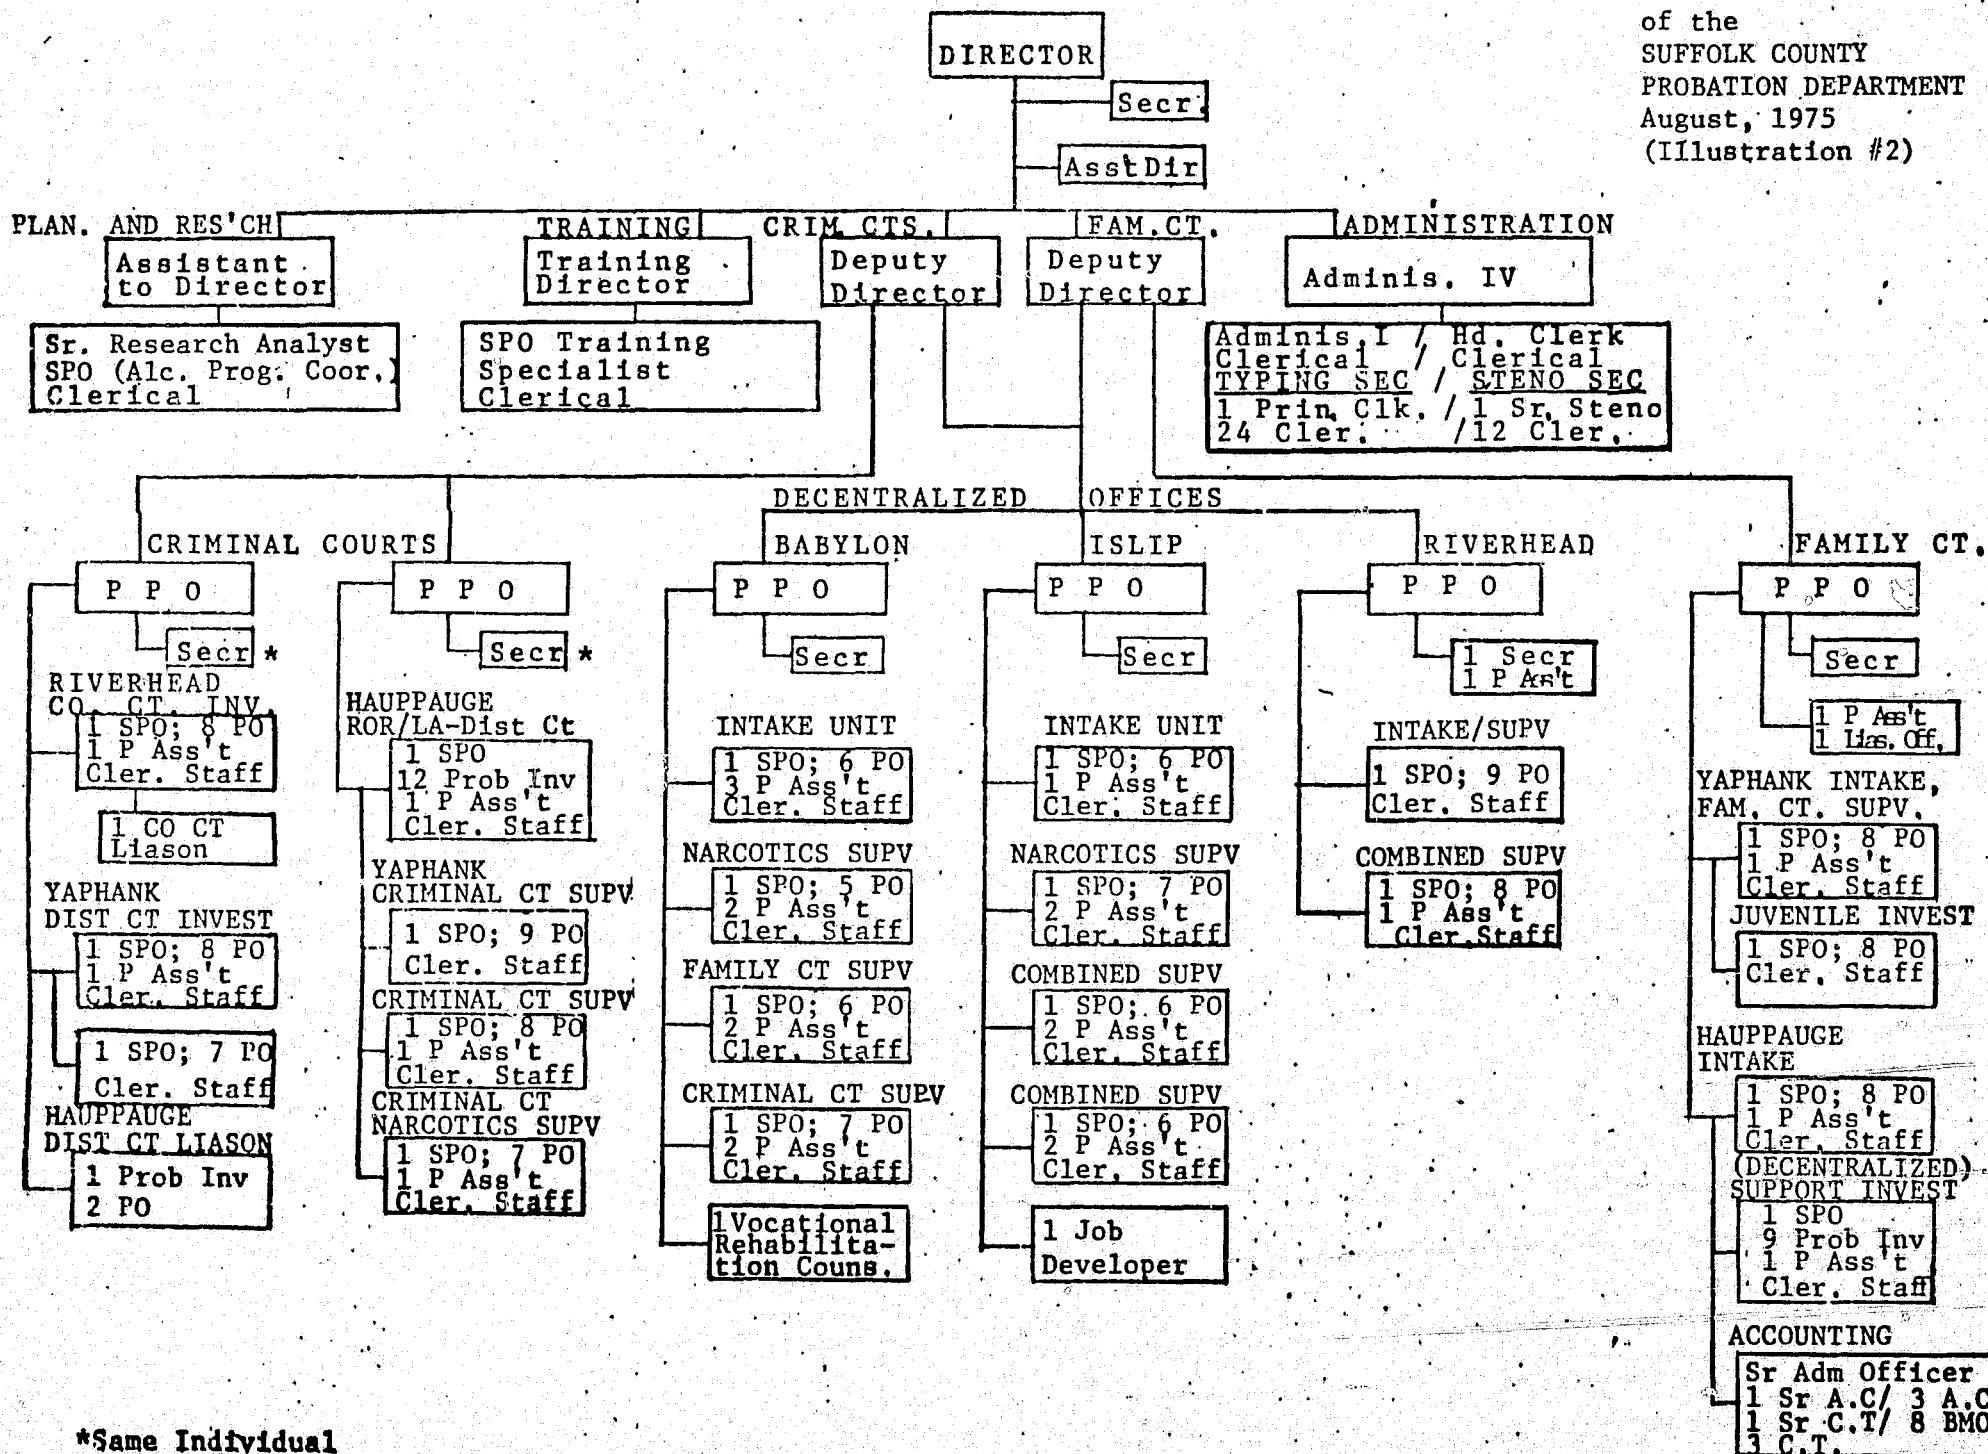 of the
SUFFOLK COUNTY
PROBATION DEPARTMENT
August, 1975
(Illustration #2)
DIRECTOR
Secr.
Asst Dir
PLAN. AND RES'CH
Assistant
to Director
Sr. Research Analyst
SPO (Alc. Prog. Coor.)
Clerical
TRAINING
Training
Director
SPO Training
Specialist
Clerical
CRIM. CTS.
Deputy
Director
FAM.CT.
Deputy
Director
ADMINISTRATION
Adminis. IV
Adminis.I / Hd. Clerk
Clerical / Clerical
TYPING SEC / STENO SEC
1 Prin. Clk. / 1 Sr. Steno
24 Cler. /12 Cler.
CRIMINAL COURTS
P P O
Secr *
RIVERHEAD
CO. CT. INV.
1 SPO; 8 PO
1 P Ass't
Cler. Staff
1 CO CT
Liason
YAPHANK
DIST CT INVEST
1 SPO; 8 PO
1 P Ass't
Cler. Staff
1 SPO; 7 PO
Cler. Staff
HAUPPAUGE
DIST CT LIASON
1 Prob Inv
2 PO
P P O
Secr *
HAUPPAUGE
ROR/LA-Dist Ct
1 SPO
12 Prob Inv
1 P Ass't
Cler. Staff
YAPHANK
CRIMINAL CT SUPV
1 SPO; 9 PO
Cler. Staff
CRIMINAL CT SUPV
1 SPO; 8 PO
1 P Ass't
Cler. Staff
CRIMINAL CT
NARCOTICS SUPV
1 SPO; 7 PO
1 P Ass't
Cler. Staff
DECENTRALIZED OFFICES
BABYLON
P P O
Secr
INTAKE UNIT
1 SPO; 6 PO
3 P Ass't
Cler. Staff
NARCOTICS SUPV
1 SPO; 5 PO
2 P Ass't
Cler. Staff
FAMILY CT SUPV
1 SPO; 6 PO
2 P Ass't
Cler. Staff
CRIMINAL CT SUPV
1 SPO; 7 PO
2 P Ass't
Cler. Staff
1 Vocational
Rehabilita-
tion Couns.
ISLIP
P P O
Secr
INTAKE UNIT
1 SPO; 6 PO
1 P Ass't
Cler. Staff
NARCOTICS SUPV
1 SPO; 7 PO
2 P Ass't
Cler. Staff
COMBINED SUPV
1 SPO; 6 PO
2 P Ass't
Cler. Staff
COMBINED SUPV
1 SPO; 6 PO
2 P Ass't
Cler. Staff
1 Job
Developer
RIVERHEAD
P P O
1 Secr
1 P Ass't
INTAKE/SUPV
1 SPO; 9 PO
Cler. Staff
COMBINED SUPV
1 SPO; 8 PO
1 P Ass't
Cler.Staff
FAMILY CT.
P P O
Secr
1 P Ass't
1 Lias. Off.
YAPHANK INTAKE,
FAM. CT. SUPV.
1 SPO; 8 PO
1 P Ass't
Cler. Staff
JUVENILE INVEST
1 SPO; 8 PO
Cler. Staff
HAUPPAUGE
INTAKE
1 SPO; 8 PO
1 P Ass't
Cler. Staff
(DECENTRALIZED)
SUPPORT INVEST
1 SPO
9 Prob Inv
1 P Ass't
Cler. Staff
ACCOUNTING
Sr Adm Officer
1 Sr A.C/ 3 A.C
1 Sr C.T/ 8 BMO
3 C.T.
*Same Individual